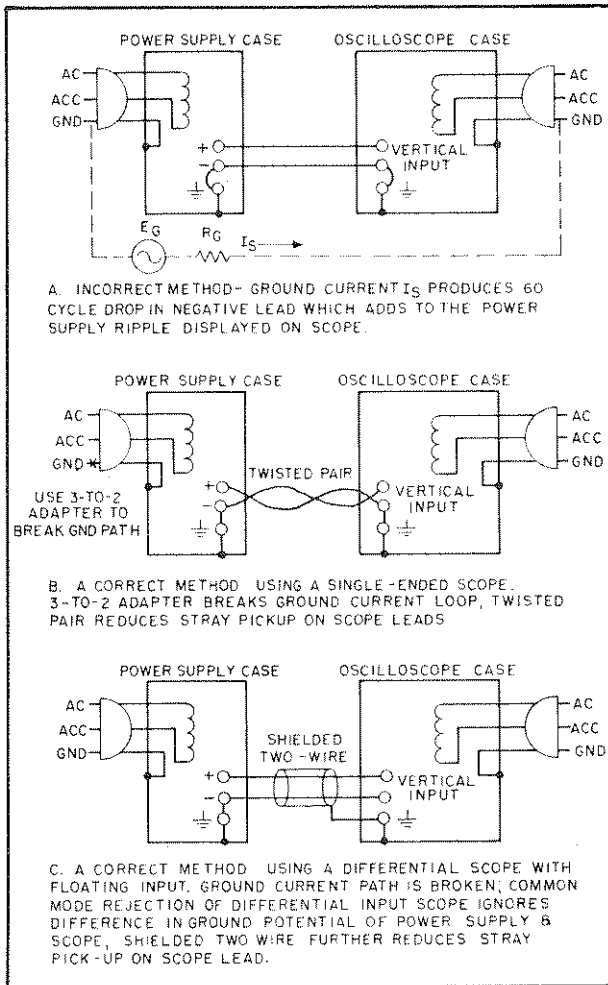 POWER SUPPLY CASE OSCILLOSCOPE CASE
AC AC
ACC ACC
GND GND
+ VERTICAL
− INPUT
EG RG IS
A. INCORRECT METHOD- GROUND CURRENT IS PRODUCES 60
CYCLE DROP IN NEGATIVE LEAD WHICH ADDS TO THE POWER
SUPPLY RIPPLE DISPLAYED ON SCOPE.
POWER SUPPLY CASE OSCILLOSCOPE CASE
AC AC
ACC ACC
GND GND
TWISTED
PAIR
+ VERTICAL
− INPUT
USE 3-TO-2
ADAPTER TO
BREAK GND PATH
B. A CORRECT METHOD USING A SINGLE-ENDED SCOPE.
3-TO-2 ADAPTER BREAKS GROUND CURRENT LOOP, TWISTED
PAIR REDUCES STRAY PICKUP ON SCOPE LEADS
POWER SUPPLY CASE OSCILLOSCOPE CASE
AC AC
ACC ACC
GND GND
SHIELDED
TWO-WIRE
+ VERTICAL
− INPUT
C. A CORRECT METHOD USING A DIFFERENTIAL SCOPE WITH
FLOATING INPUT. GROUND CURRENT PATH IS BROKEN; COMMON
MODE REJECTION OF DIFFERENTIAL INPUT SCOPE IGNORES
DIFFERENCE IN GROUND POTENTIAL OF POWER SUPPLY &
SCOPE, SHIELDED TWO WIRE FURTHER REDUCES STRAY
PICK-UP ON SCOPE LEAD.